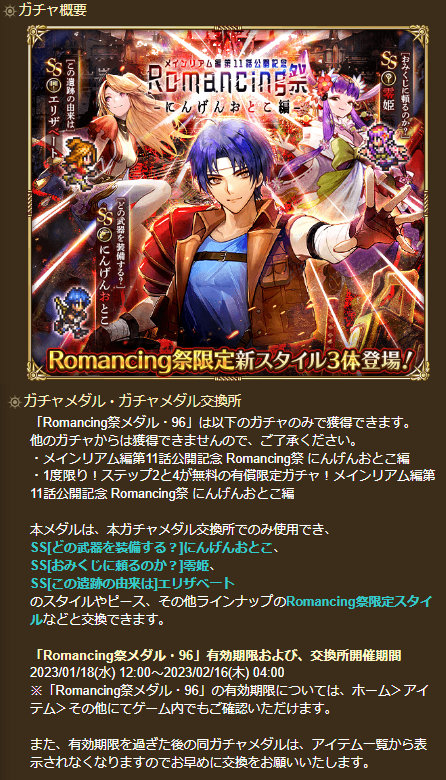 ガチャ概要
メインリアム編第11話公開記念
Romancing祭
-にんげんおとこ編-
SS[この遺跡の由来は]エリザベート
SS[おみくじに頼るのか?]零姫
SS[どの武器を装備する?]にんげんおとこ
Romancing祭限定新スタイル3体登場!
ガチャメダル・ガチャメダル交換所
「Romancing祭メダル・96」は以下のガチャのみで獲得できます。
他のガチャからは獲得できませんので、ご了承ください。
・メインリアム編第11話公開記念 Romancing祭 にんげんおとこ編
・1度限り！ステップ2と4が無料の有償限定ガチャ！メインリアム編第
11話公開記念 Romancing祭 にんげんおとこ編
本メダルは、本ガチャメダル交換所でのみ使用でき、
SS[どの武器を装備する？]にんげんおとこ、
SS[おみくじに頼るのか？]零姫、
SS[この遺跡の由来は]エリザベート
のスタイルやピース、その他ラインナップのRomancing祭限定スタイ
ルなどと交換できます。
「Romancing祭メダル・96」有効期限および、交換所開催期間
2023/01/18(水) 12:00～2023/02/16(木) 04:00
※「Romancing祭メダル・96」の有効期限については、ホーム＞アイ
テム＞その他にてゲーム内でもご確認いただけます。
また、有効期限を過ぎた後の同ガチャメダルは、アイテム一覧から表
示されなくなりますのでお早めに交換をお願いいたします。